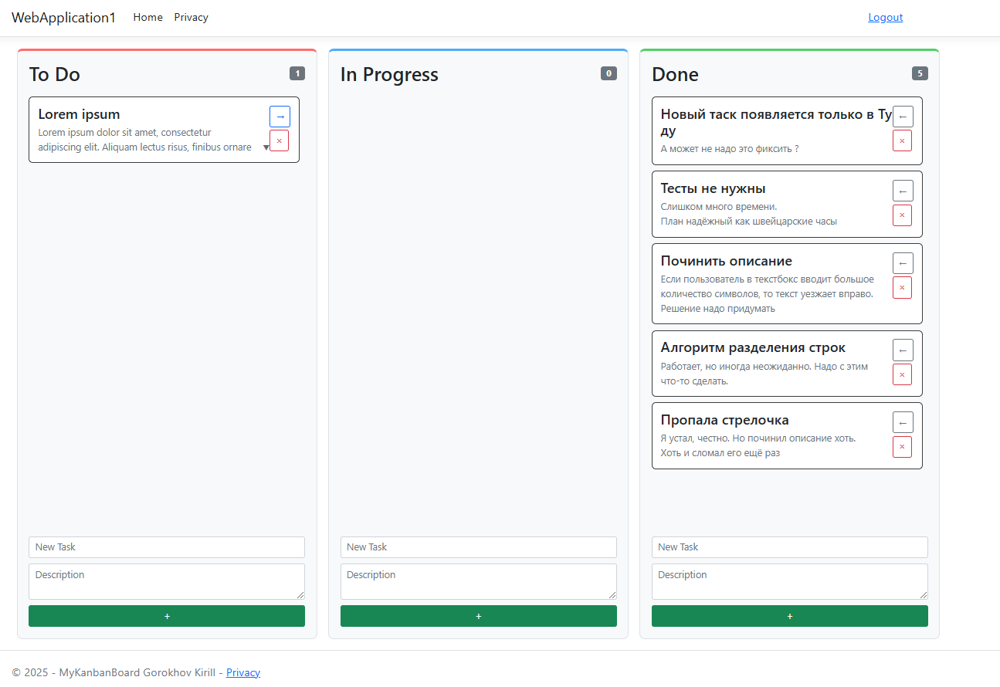 WebApplication1 Home Privacy Logout
To Do 1
Lorem ipsum →
Lorem ipsum dolor sit amet, consectetur
adipiscing elit. Aliquam lectus risus, finibus ornare ▼ ×
New Task
Description
+
In Progress 0
New Task
Description
+
Done 5
Новый таск появляется только в Ту ←
ду ×
А может не надо это фиксить ?
Тесты не нужны ←
Слишком много времени. ×
План надёжный как швейцарские часы
Починить описание ←
Если пользователь в текстбокс вводит большое ×
количество символов, то текст уезжает вправо.
Решение надо придумать
Алгоритм разделения строк ←
Работает, но иногда неожиданно. Надо с этим ×
что-то сделать.
Пропала стрелочка ←
Я устал, честно. Но починил описание хоть. ×
Хоть и сломал его ещё раз
New Task
Description
+
© 2025 - MyKanbanBoard Gorokhov Kirill - Privacy